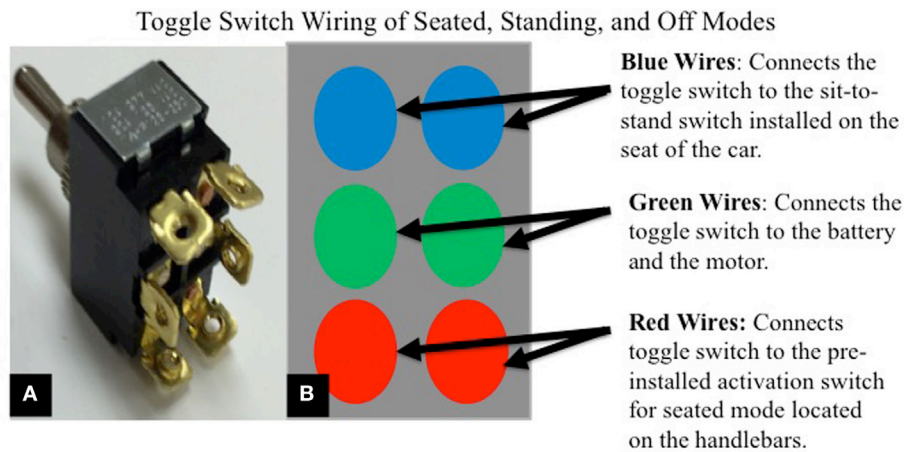 Toggle Switch Wiring of Seated, Standing, and Off Modes
Blue Wires: Connects the
toggle switch to the sit-to-
stand switch installed on the
seat of the car.
Green Wires: Connects the
toggle switch to the battery
and the motor.
Red Wires: Connects
toggle switch to the pre-
installed activation switch
for seated mode located
on the handlebars.
A
B